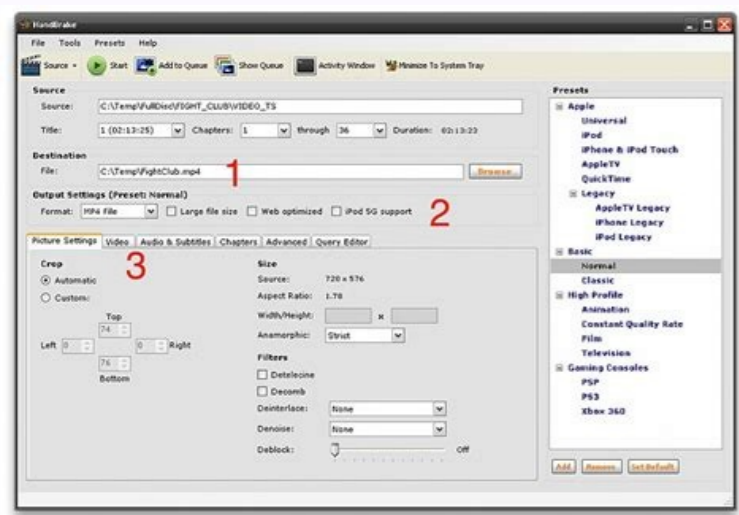 HandBrake
File Tools Presets Help
Source Start Add to Queue Show Queue Activity Window Minimize To System Tray
Source
Source: C:\Temp\FullDisc\FIGHT_CLUB\VIDEO_TS
Title: 1 (02:13:25) Chapters: 1 through 36 Duration: 02:13:23
Destination
File: C:\Temp\FightClub.mp4 Browse
1
Output Settings (Preset: Normal)
Format: MP4 File Large file size Web optimized iPod 5G support
2
Picture Settings Video Audio & Subtitles Chapters Advanced Query Editor
3
Crop
Automatic
Custom:
Top
74
Left 0 0 Right
76
Bottom
Size
Source: 720 x 576
Aspect Ratio: 1.78
Width/Height: x
Anamorphic: Strict
Filters
Detelecine
Decomb
Deinterlace: None
Denoise: None
Deblock: Off
Presets
Apple
Universal
iPod
iPhone & iPod Touch
AppleTV
QuickTime
Legacy
AppleTV Legacy
iPhone Legacy
iPod Legacy
Basic
Normal
Classic
High Profile
Animation
Constant Quality Rate
Film
Television
Gaming Consoles
PSP
PS3
Xbox 360
Add Remove Set Default